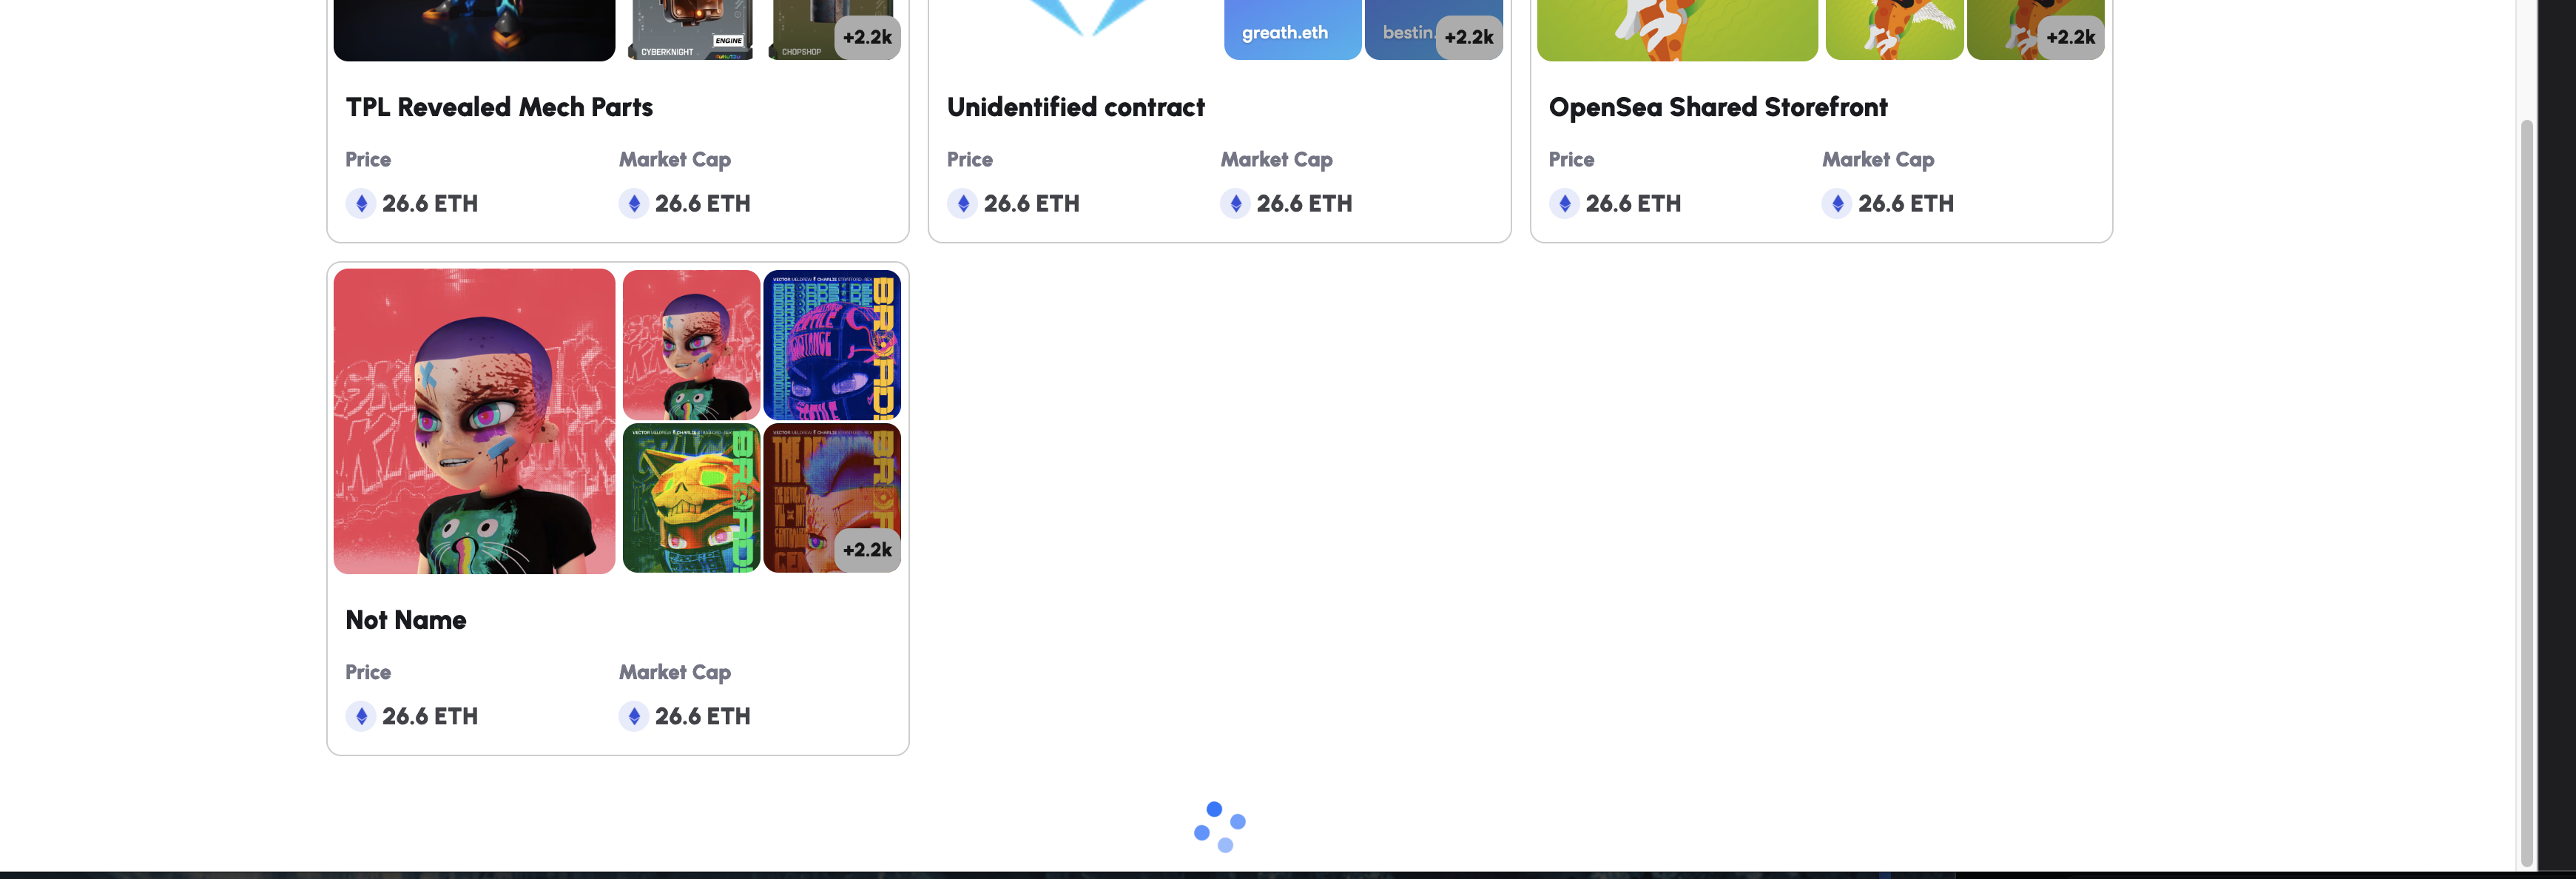 ENGINE
CYBERKNIGHT
CHOPSHOP
+2.2k
greath.eth
bestin.
+2.2k
+2.2k
TPL Revealed Mech Parts
Unidentified contract
OpenSea Shared Storefront
Price
Market Cap
Price
Market Cap
Price
Market Cap
26.6 ETH
26.6 ETH
26.6 ETH
26.6 ETH
26.6 ETH
26.6 ETH
+2.2k
Not Name
Price
Market Cap
26.6 ETH
26.6 ETH